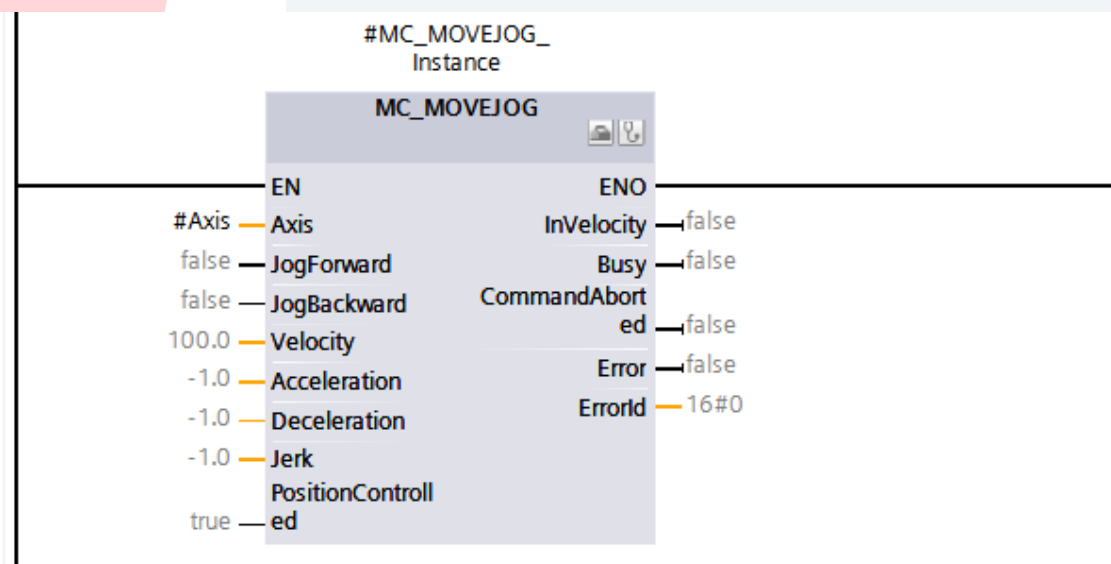 #MC_MOVEJOG_
Instance
MC_MOVEJOG
EN ENO
#Axis Axis InVelocity false
false JogForward Busy false
false JogBackward CommandAbort
ed false
100.0 Velocity
-1.0 Acceleration Error false
-1.0 Deceleration ErrorId 16#0
-1.0 Jerk
PositionControll
true ed